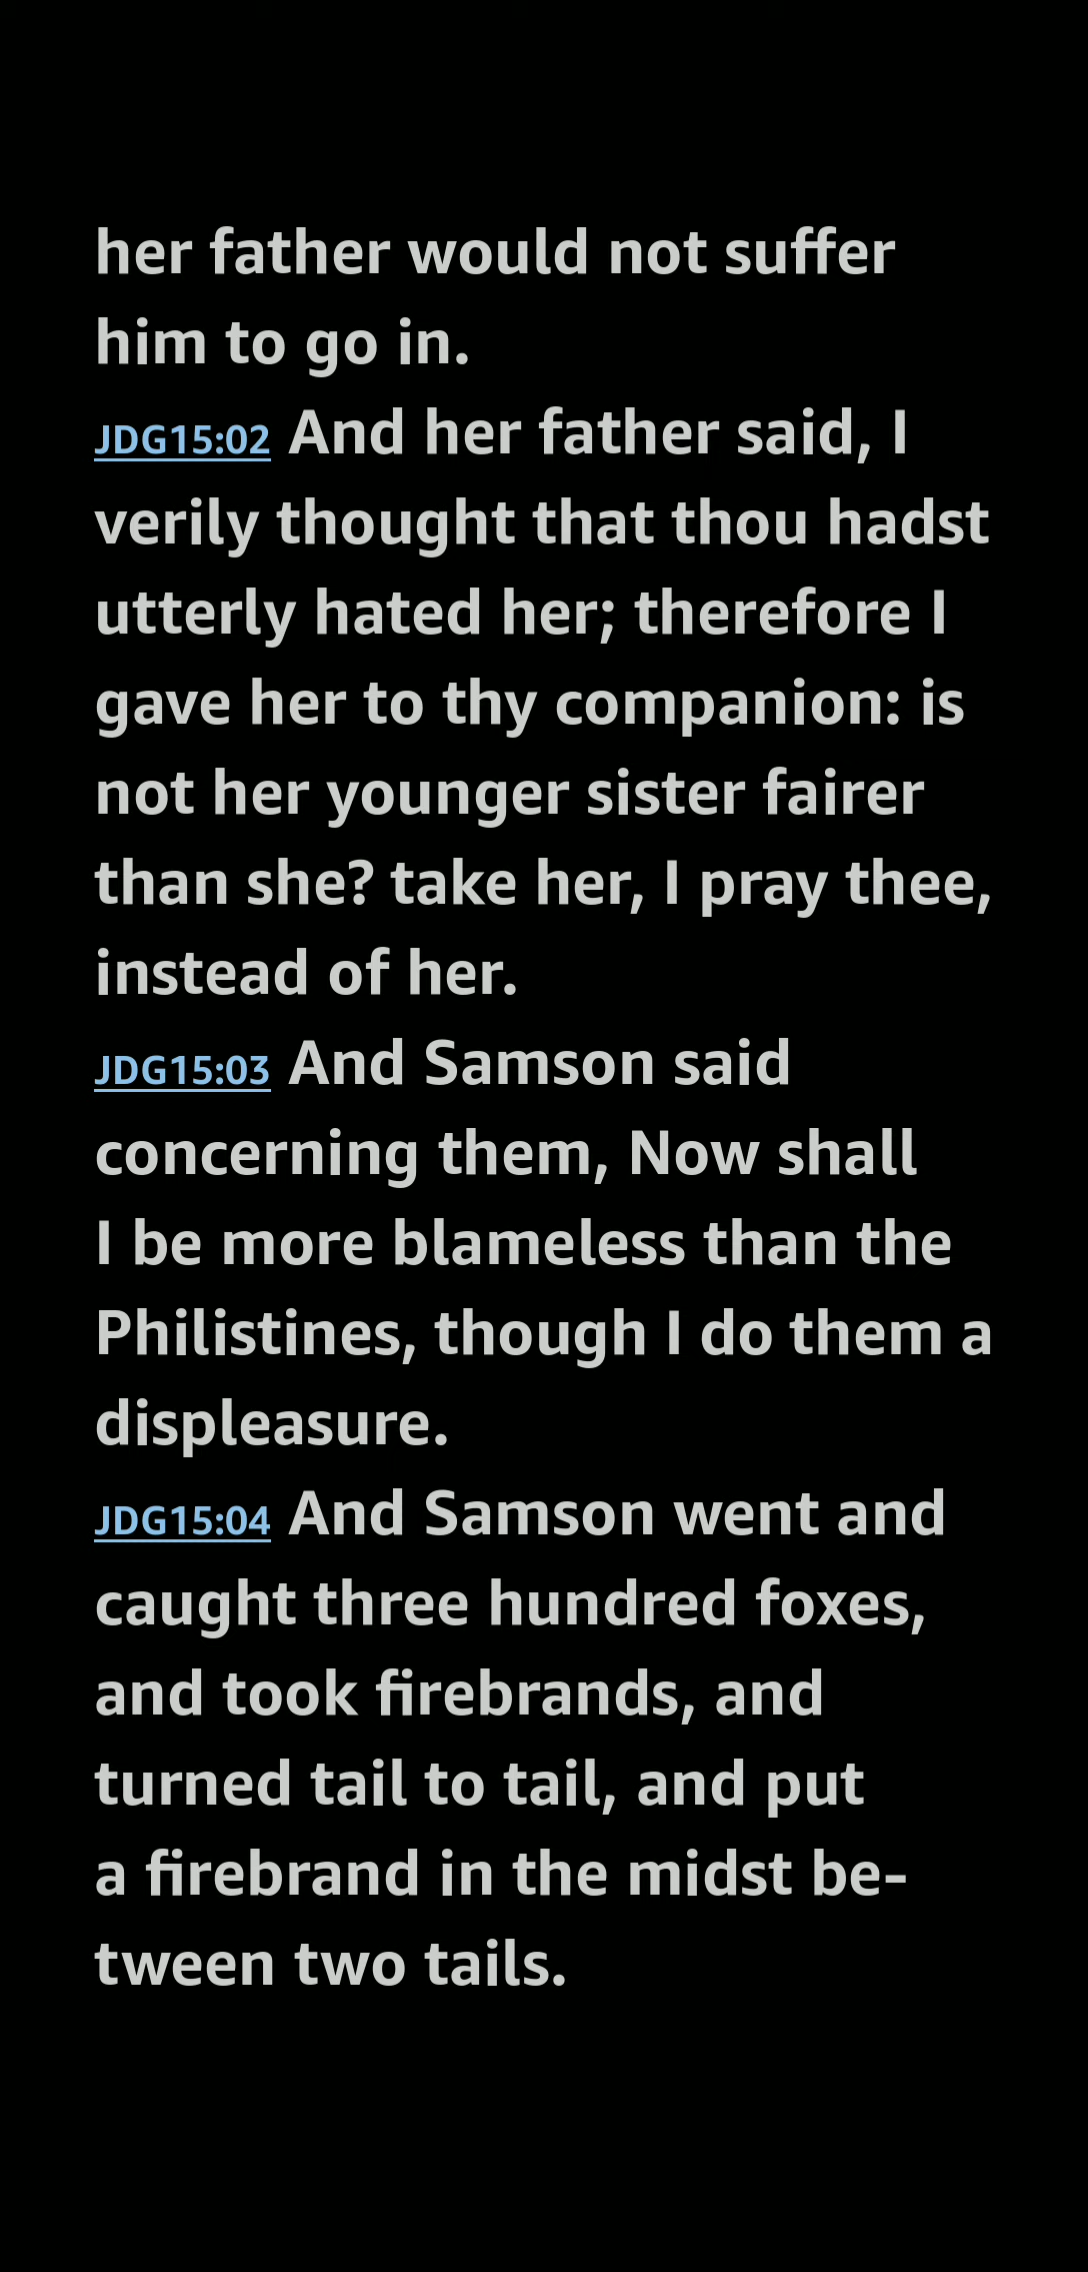 her father would not suffer
him to go in.
JDG15:02 And her father said, I
verily thought that thou hadst
utterly hated her; therefore I
gave her to thy companion: is
not her younger sister fairer
than she? take her, I pray thee,
instead of her.
JDG15:03 And Samson said
concerning them, Now shall
I be more blameless than the
Philistines, though I do them a
displeasure.
JDG15:04 And Samson went and
caught three hundred foxes,
and took firebrands, and
turned tail to tail, and put
a firebrand in the midst be-
tween two tails.